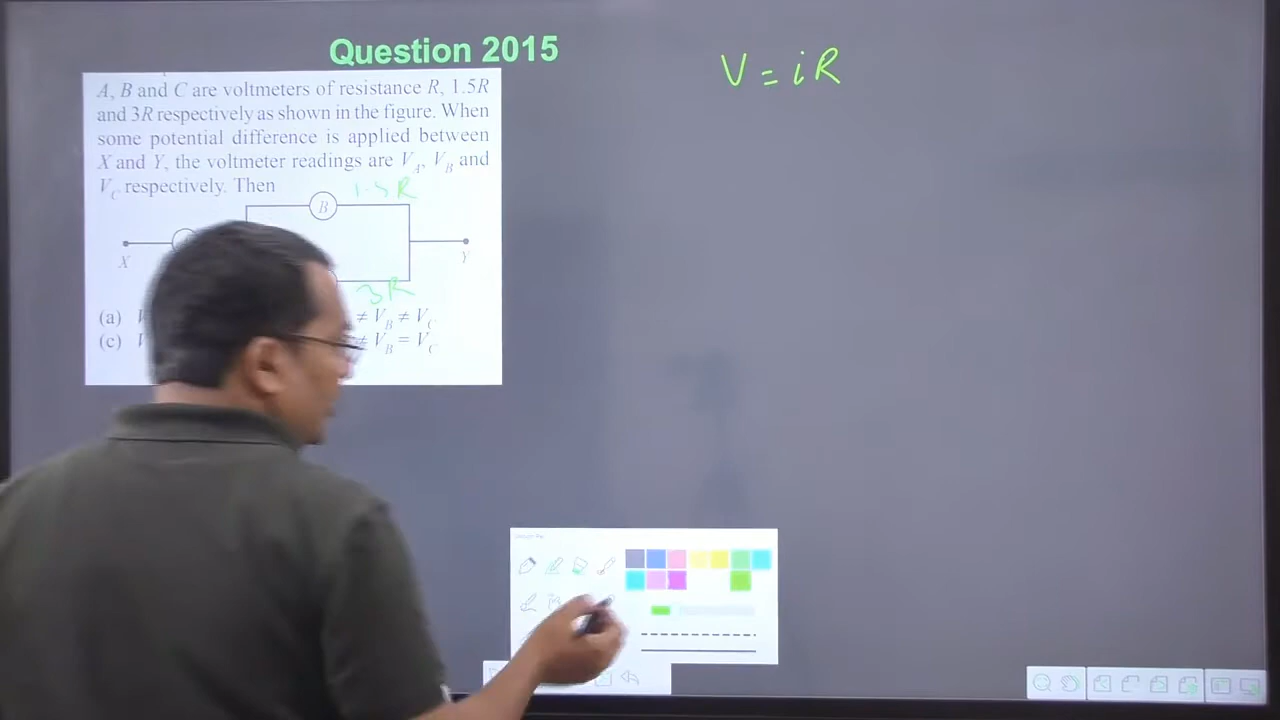 Question 2015
V = iR
A, B and C are voltmeters of resistance R, 1.5R
and 3R respectively as shown in the figure. When
some potential difference is applied between
X and Y, the voltmeter readings are V_A, V_B and
V_C respectively. Then
1.5R
B
X
Y
3R
(a) ≠ V_B ≠ V_C
(c) ≠ V_B = V_C